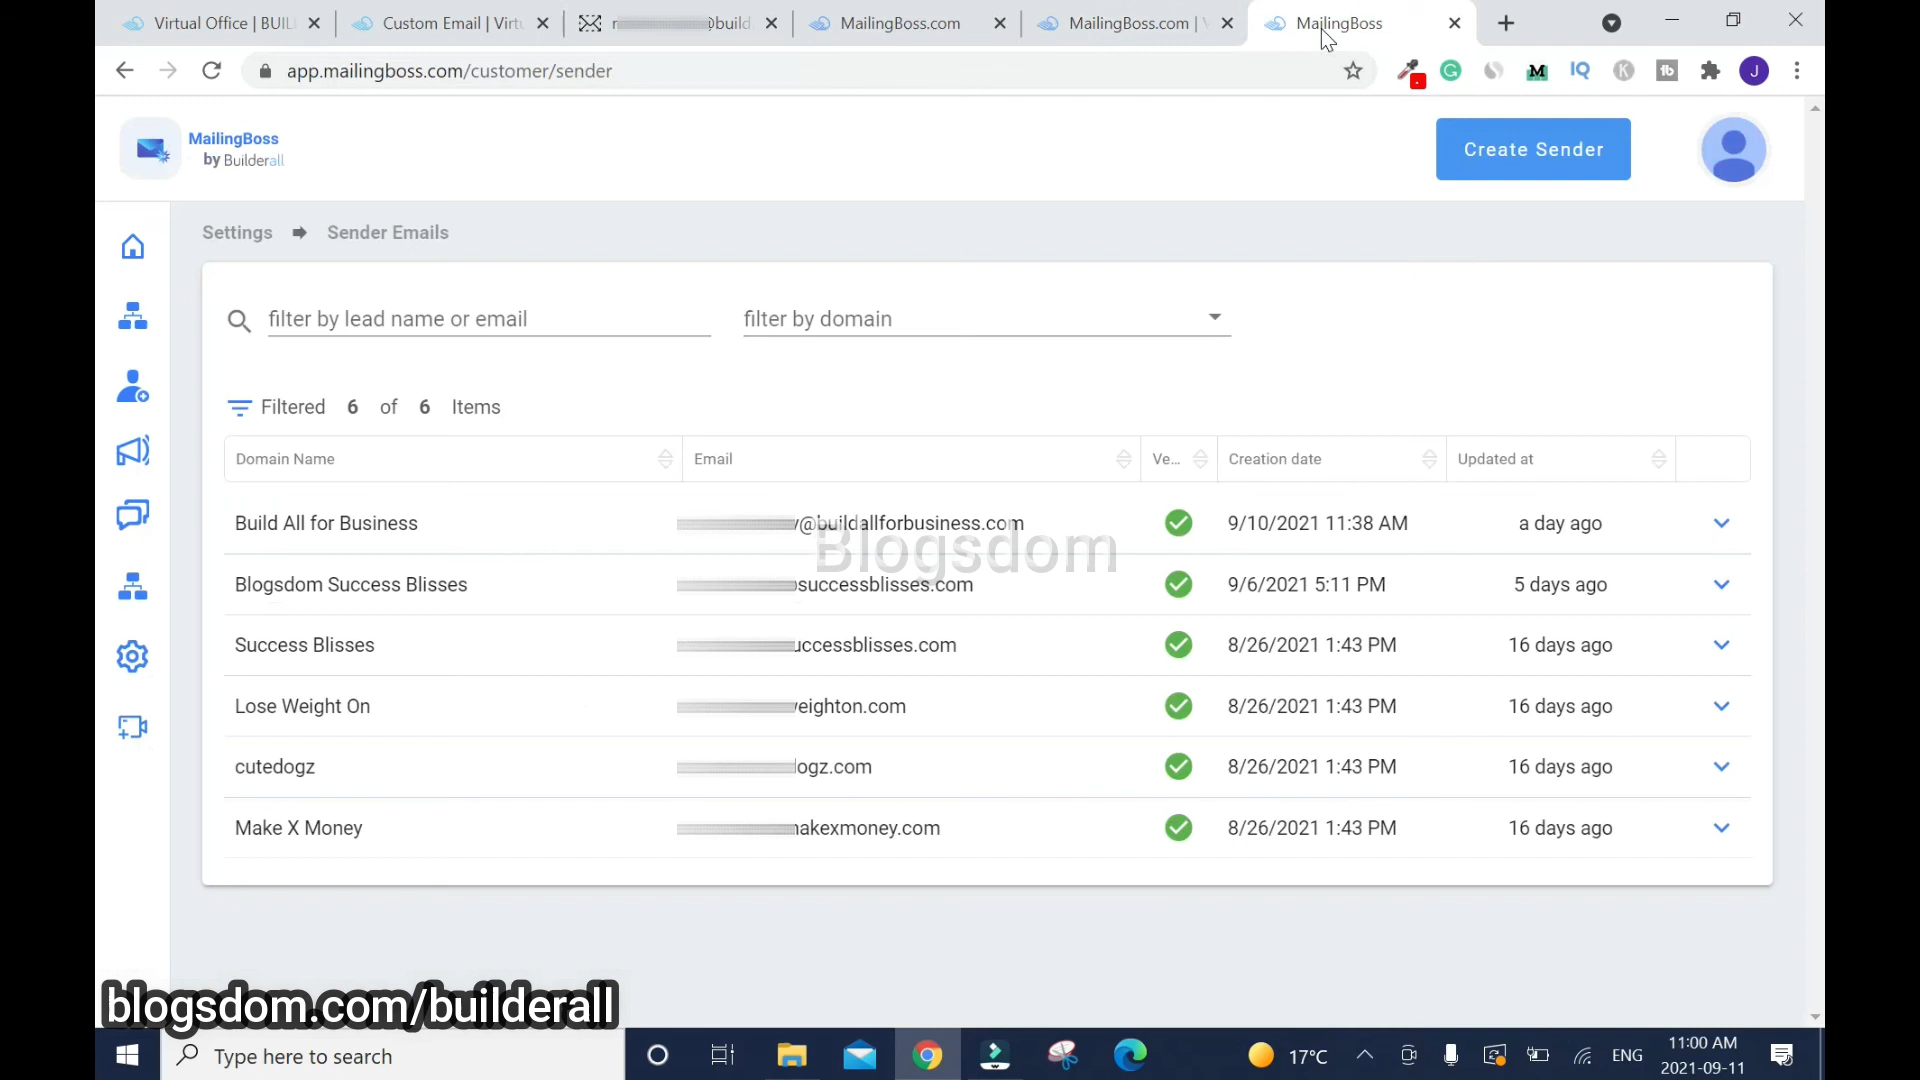 Virtual Office | BUIL
Custom Email | Virtu
@build
MailingBoss.com
MailingBoss.com | V
MailingBoss
app.mailingboss.com/customer/sender
MailingBoss
by Builderall
Create Sender
Settings
Sender Emails
filter by lead name or email
filter by domain
Filtered 6 of 6 Items
Domain Name Email Ve... Creation date Updated at
Build All for Business @buildallforbusiness.com 9/10/2021 11:38 AM a day ago
Blogsdom
Blogsdom Success Blisses successblisses.com 9/6/2021 5:11 PM 5 days ago
Success Blisses uccessblisses.com 8/26/2021 1:43 PM 16 days ago
Lose Weight On eighton.com 8/26/2021 1:43 PM 16 days ago
cutedogz ogz.com 8/26/2021 1:43 PM 16 days ago
Make X Money akexmoney.com 8/26/2021 1:43 PM 16 days ago
blogsdom.com/builderall
Type here to search
17°C
ENG
11:00 AM
2021-09-11